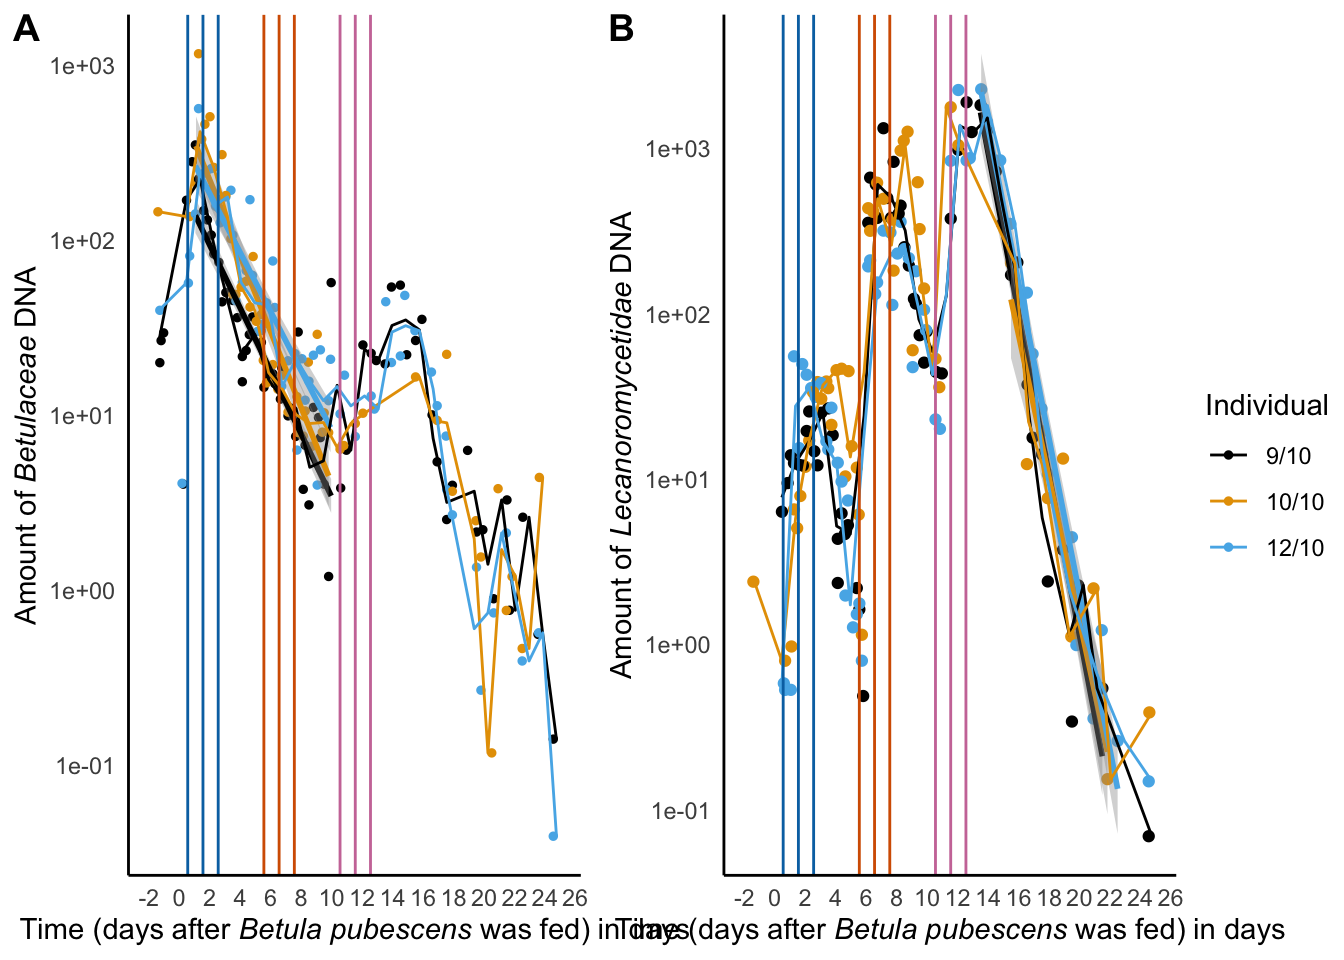 A
Amount of Betulaceae DNA
1e+03
1e+02
1e+01
1e+00
1e-01
-2 0 2 4 6 8 10 12 14 16 18 20 22 24 26
Time (days after Betula pubescens was fed) in days
B
Amount of Lecanoromycetidae DNA
1e+03
1e+02
1e+01
1e+00
1e-01
-2 0 2 4 6 8 10 12 14 16 18 20 22 24 26
Time (days after Betula pubescens was fed) in days
Individual
9/10
10/10
12/10